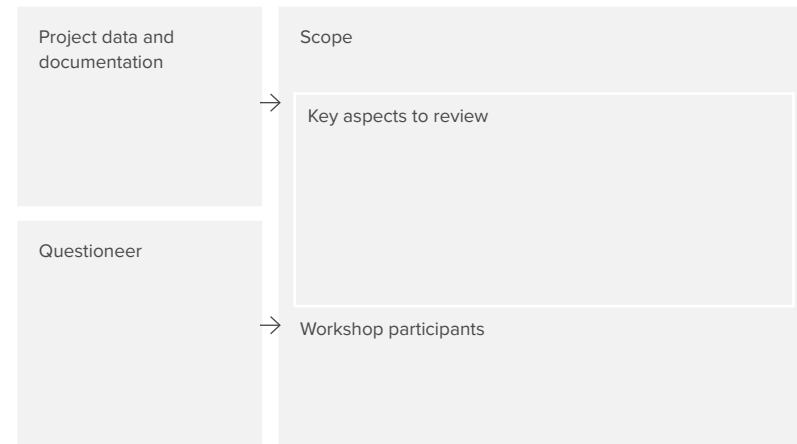 Project data and
documentation
Scope
Key aspects to review
Questioneer
Workshop participants